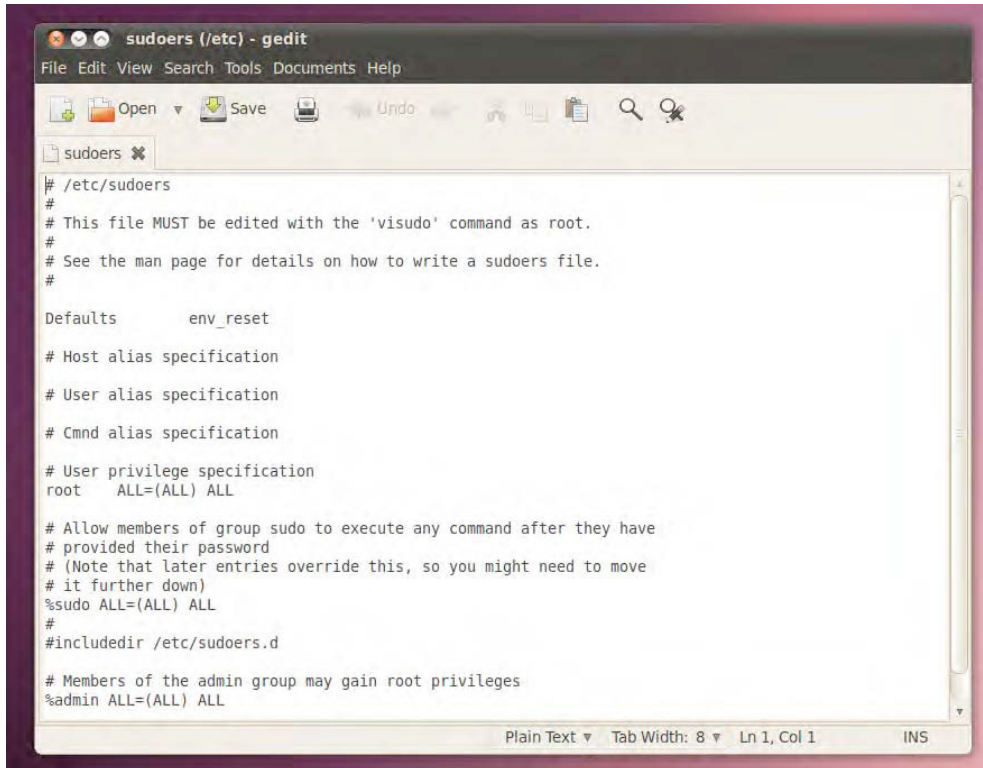 sudoers (/etc) - gedit
File Edit View Search Tools Documents Help
Open Save Undo
sudoers
# /etc/sudoers
#
# This file MUST be edited with the 'visudo' command as root.
#
# See the man page for details on how to write a sudoers file.
#
Defaults env_reset
# Host alias specification
# User alias specification
# Cmnd alias specification
# User privilege specification
root ALL=(ALL) ALL
# Allow members of group sudo to execute any command after they have
# provided their password
# (Note that later entries override this, so you might need to move
# it further down)
%sudo ALL=(ALL) ALL
#
#includedir /etc/sudoers.d
# Members of the admin group may gain root privileges
%admin ALL=(ALL) ALL
Plain Text Tab Width: 8 Ln 1, Col 1 INS